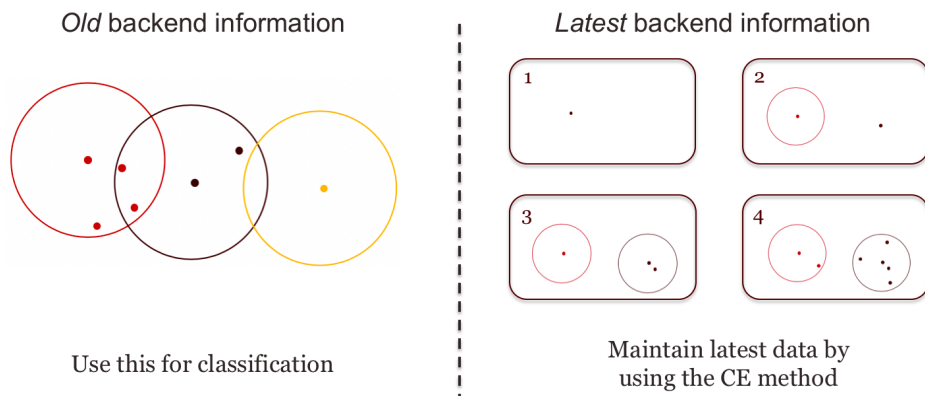 Old backend information
Latest backend information
1
2
3
4
Use this for classification
Maintain latest data by
using the CE method